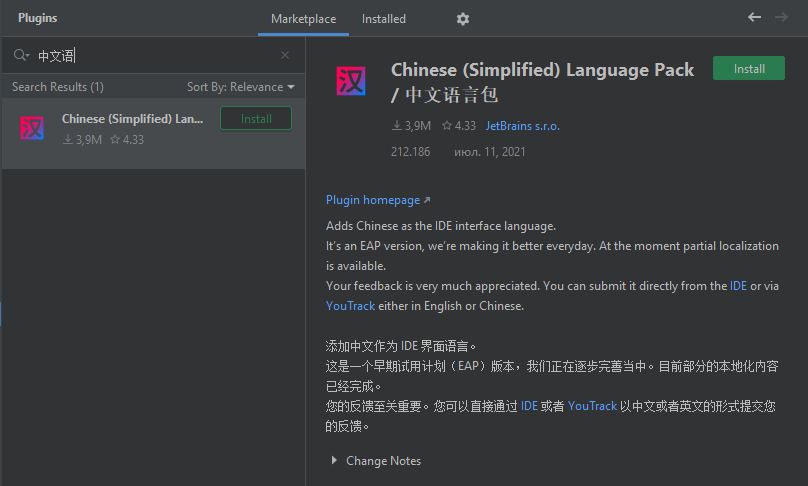 Plugins
Marketplace
Installed
中文语
Search Results (1)
Sort By: Relevance
汉
Chinese (Simplified) Lan...
Install
3,9M
4.33
汉
Chinese (Simplified) Language Pack
/ 中文语言包
Install
3,9M
4.33
JetBrains s.r.o.
212.186
июл. 11, 2021
Plugin homepage
Adds Chinese as the IDE interface language.
It's an EAP version, we're making it better everyday. At the moment partial localization
is available.
Your feedback is very much appreciated. You can submit it directly from the IDE or via
YouTrack either in English or Chinese.
添加中文作为 IDE 界面语言。
这是一个早期试用计划（EAP）版本，我们正在逐步完善当中。目前部分的本地化内容
已经完成。
您的反馈至关重要。您可以直接通过 IDE 或者 YouTrack 以中文或者英文的形式提交您
的反馈。
Change Notes